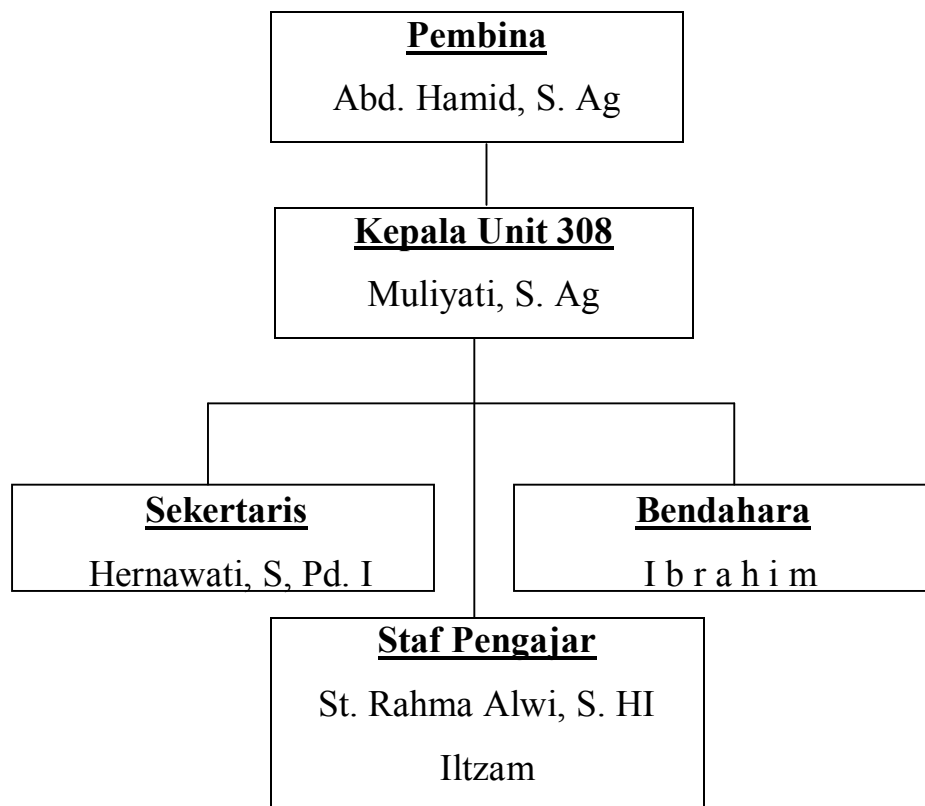 Pembina
Abd. Hamid, S. Ag
Kepala Unit 308
Muliyati, S. Ag
Sekertaris
Hernawati, S, Pd. I
Bendahara
I b r a h i m
Staf Pengajar
St. Rahma Alwi, S. HI
Iltzam